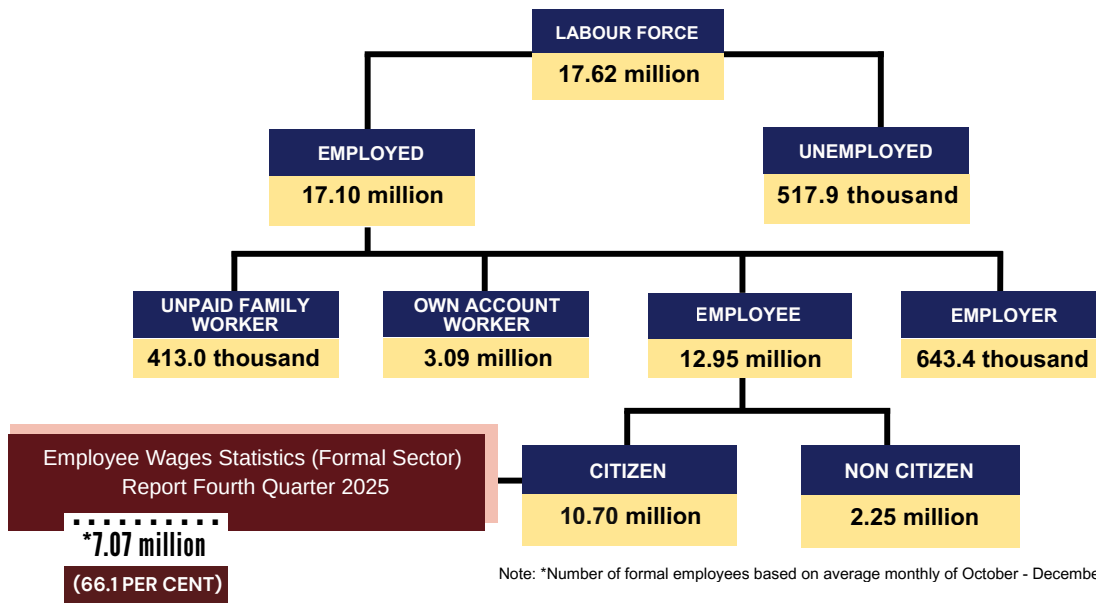 LABOUR FORCE
17.62 million
EMPLOYED
17.10 million
UNEMPLOYED
517.9 thousand
UNPAID FAMILY
WORKER
413.0 thousand
OWN ACCOUNT
WORKER
3.09 million
EMPLOYEE
12.95 million
EMPLOYER
643.4 thousand
Employee Wages Statistics (Formal Sector)
Report Fourth Quarter 2025
*7.07 million
(66.1 PER CENT)
CITIZEN
10.70 million
NON CITIZEN
2.25 million
Note: *Number of formal employees based on average monthly of October - Decembe